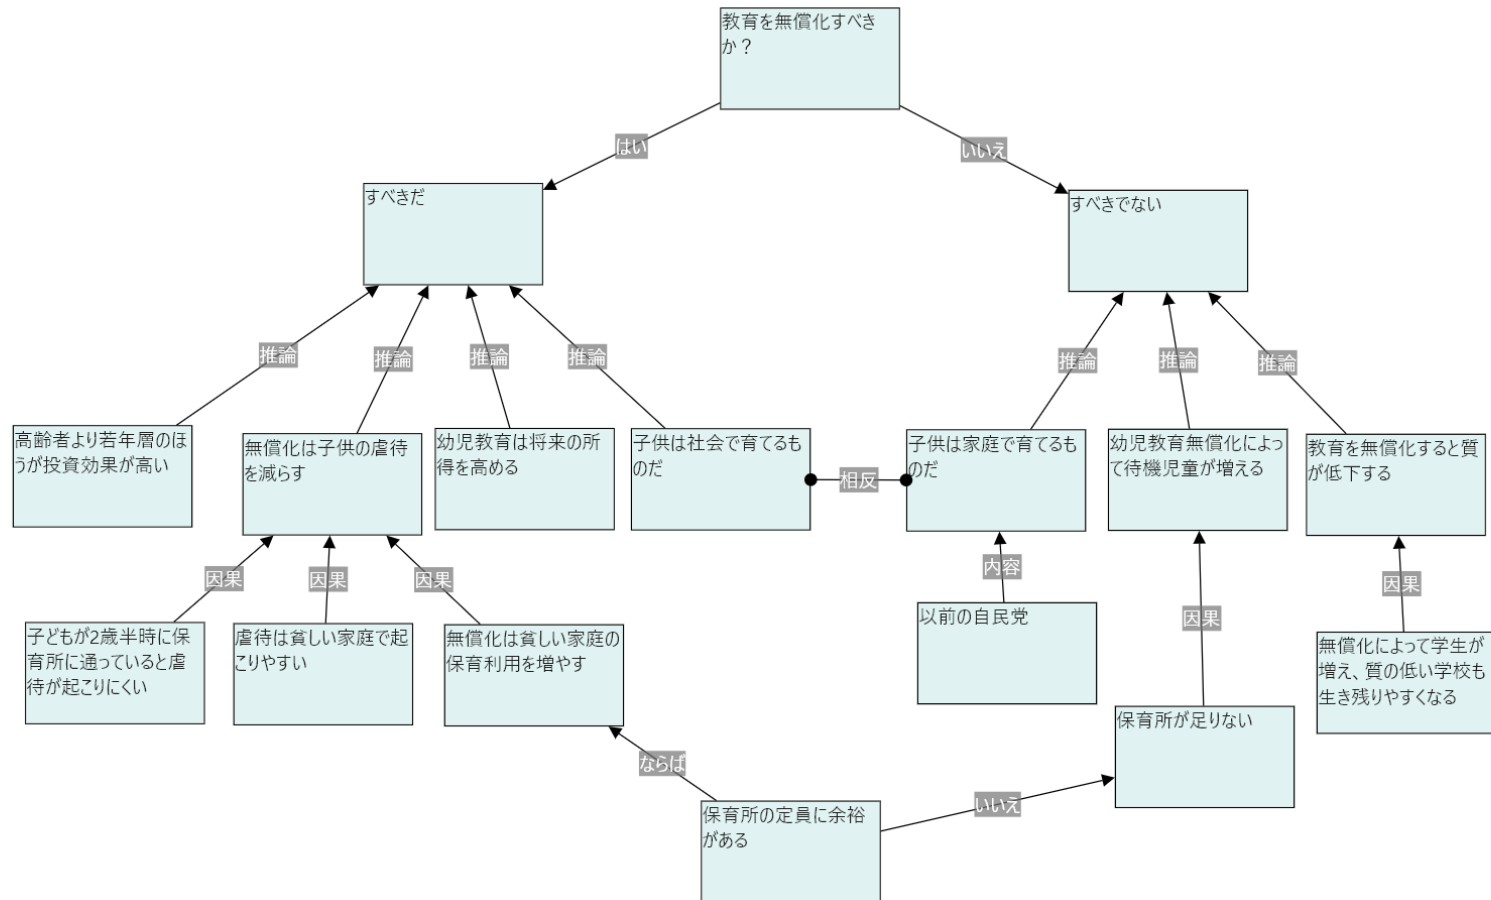 教育を無償化すべき
か？
はい
いいえ
すべきだ
すべきでない
推論
推論
推論
推論
推論
推論
推論
高齢者より若年層のほ
うが投資効果が高い
無償化は子供の虐待
を減らす
幼児教育は将来の所
得を高める
子供は社会で育てるも
のだ
相反
子供は家庭で育てるも
のだ
幼児教育無償化によっ
て待機児童が増える
教育を無償化すると質
が低下する
因果
因果
因果
内容
因果
因果
子どもが2歳半時に保
育所に通っていると虐
待が起こりにくい
虐待は貧しい家庭で起
こりやすい
無償化は貧しい家庭の
保育利用を増やす
以前の自民党
保育所が足りない
無償化によって学生が
増え、質の低い学校も
生き残りやすくなる
ならば
いいえ
保育所の定員に余裕
がある